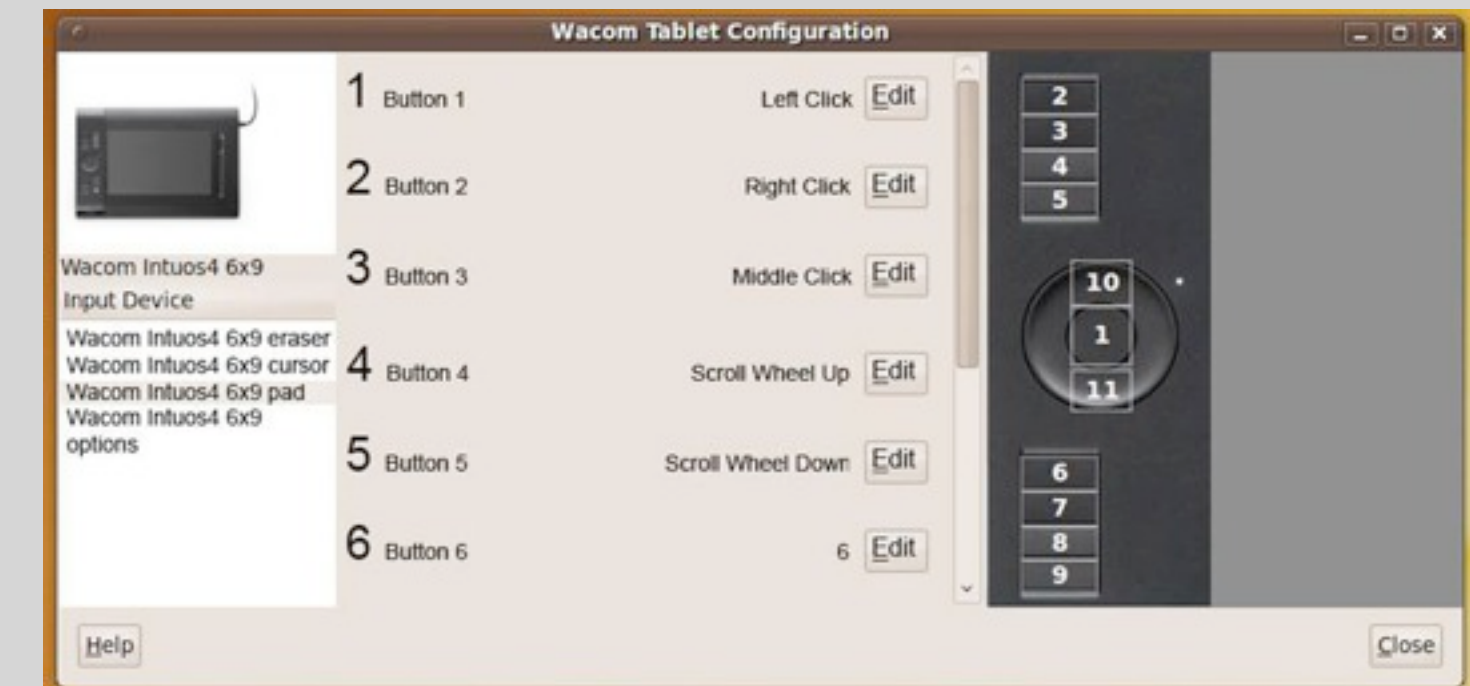 Wacom Tablet Configuration
Wacom Intuos4 6x9
Input Device
Wacom Intuos4 6x9 eraser
Wacom Intuos4 6x9 cursor
Wacom Intuos4 6x9 pad
Wacom Intuos4 6x9
options
1 Button 1 Left Click Edit
2 Button 2 Right Click Edit
3 Button 3 Middle Click Edit
4 Button 4 Scroll Wheel Up Edit
5 Button 5 Scroll Wheel Down Edit
6 Button 6 6 Edit
2
3
4
5
10
1
11
6
7
8
9
Help Close